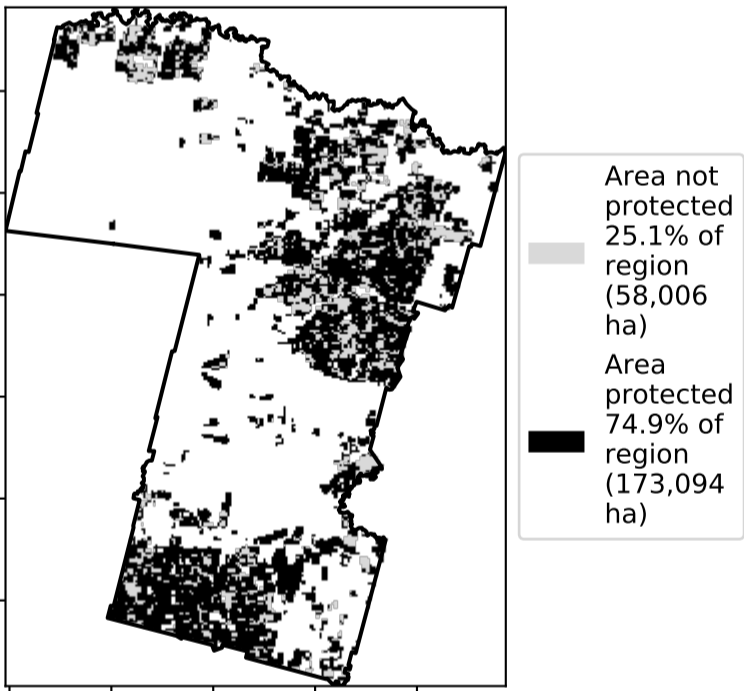 Area not
protected
25.1% of
region
(58,006
ha)
Area
protected
74.9% of
region
(173,094
ha)